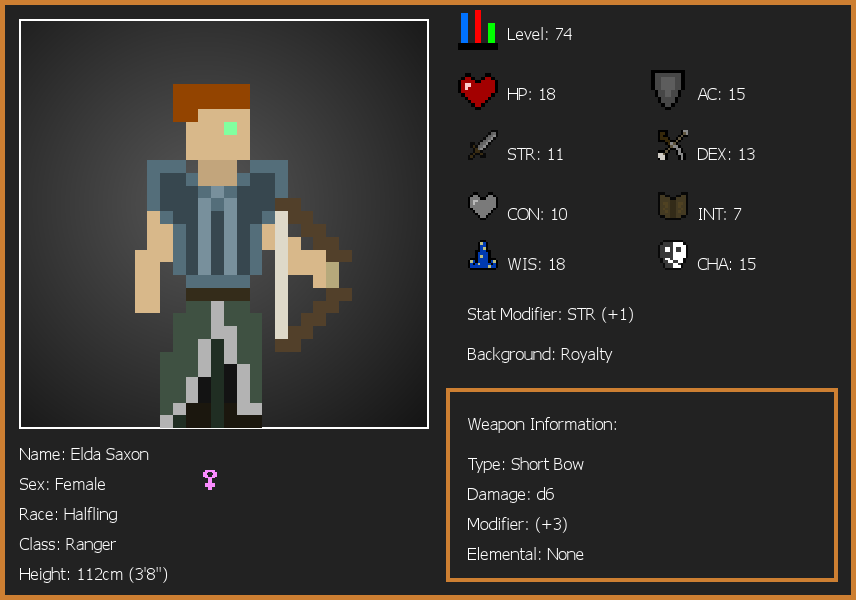 Level: 74
HP: 18
AC: 15
STR: 11
DEX: 13
CON: 10
INT: 7
WIS: 18
CHA: 15
Stat Modifier: STR (+1)
Background: Royalty
Weapon Information:
Type: Short Bow
Damage: d6
Modifier: (+3)
Elemental: None
Name: Elda Saxon
Sex: Female
Race: Halfling
Class: Ranger
Height: 112cm (3'8")